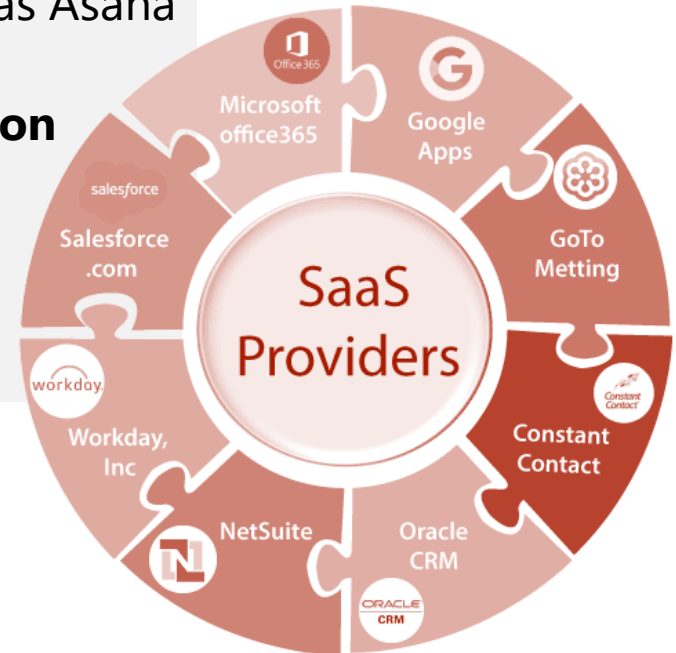 as Asana
on
Office 365
Microsoft
office365
Google
Apps
GoTo
Metting
Constant
Contact
Constant
Contact
Oracle
CRM
ORACLE
CRM
NetSuite
workday.
Workday,
Inc
salesforce
Salesforce
.com
SaaS
Providers